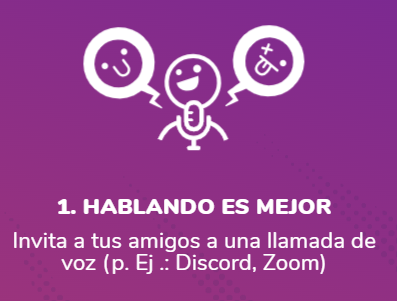 1. HABLANDO ES MEJOR
Invita a tus amigos a una llamada de
voz (p. Ej .: Discord, Zoom)